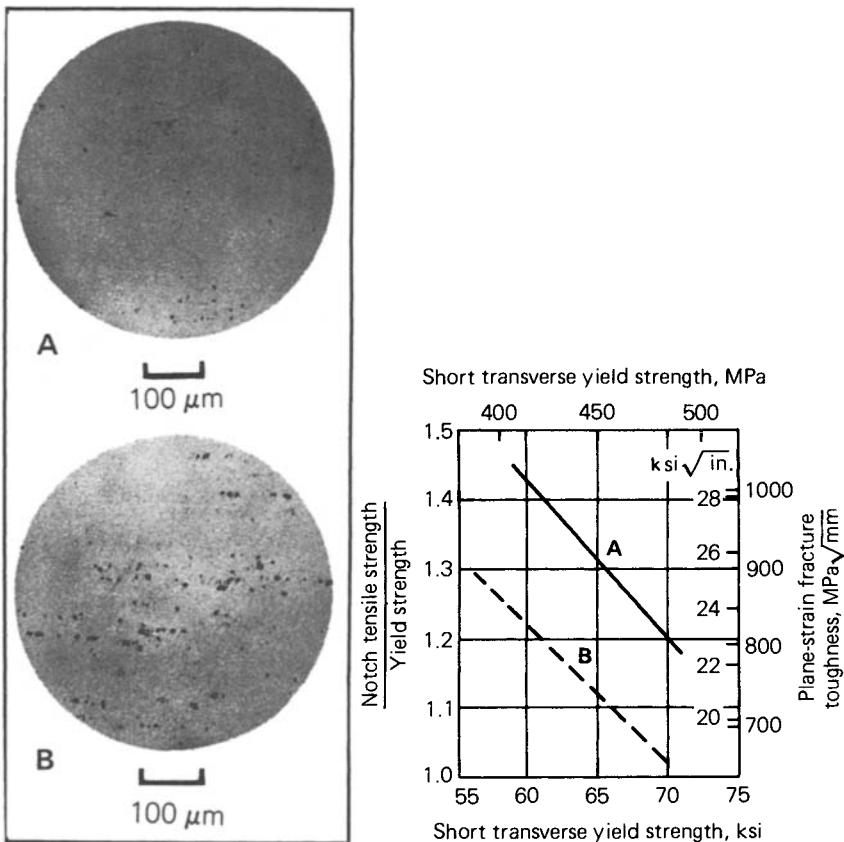 A
100 μm
B
100 μm
Short transverse yield strength, MPa
400 450 500
1.5
1.4
1.3
1.2
1.1
1.0
Notch tensile strength
Yield strength
A
B
ksi √in.
28
26
24
22
20
1000
900
800
700
Plane-strain fracture
toughness, MPa√mm
55 60 65 70 75
Short transverse yield strength, ksi